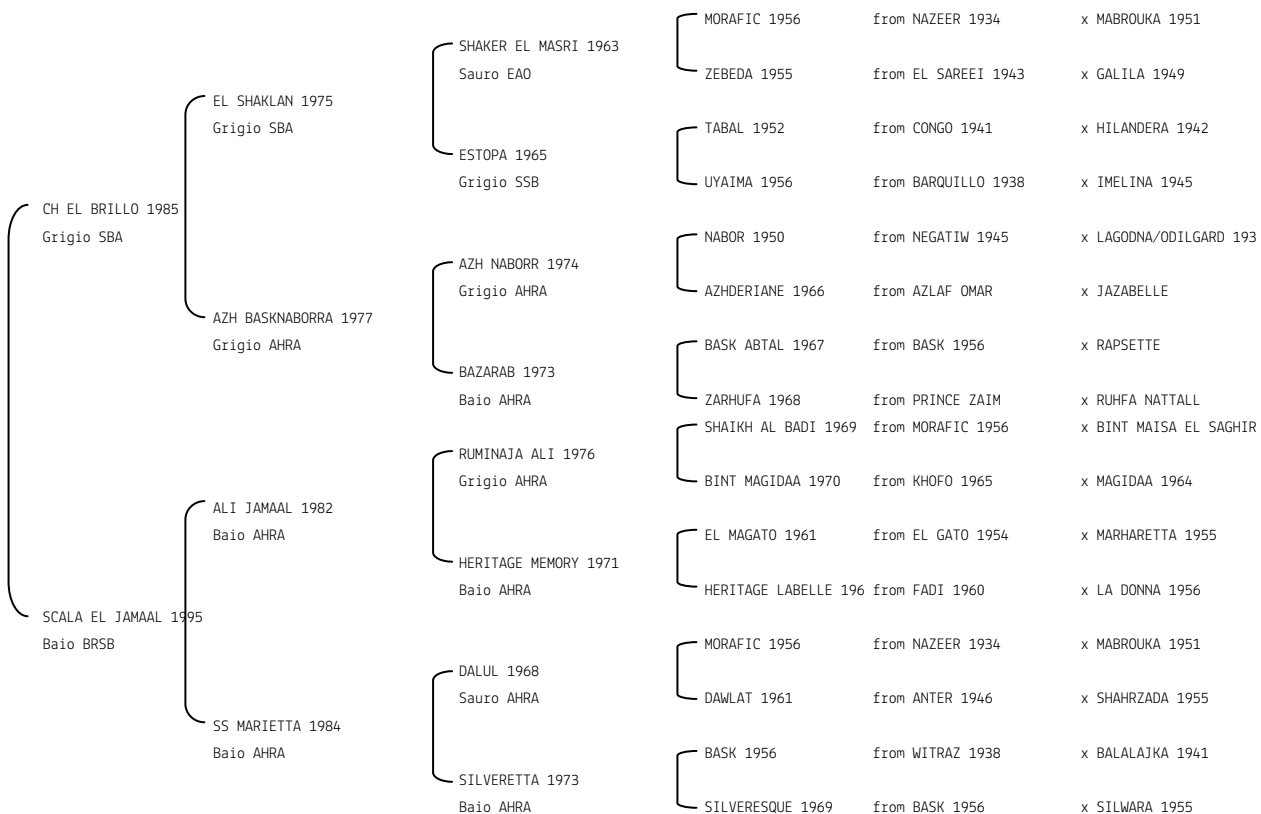 MORAFIC 1956 from NAZEER 1934 x MABROUKA 1951
SHAKER EL MASRI 1963
Sauro EAO ZEBEDA 1955 from EL SAREEI 1943 x GALILA 1949
EL SHAKLAN 1975
Grigio SBA TABAL 1952 from CONGO 1941 x HILANDERA 1942
ESTOPA 1965
Grigio SSB UYAIMA 1956 from BARQUILLO 1938 x IMELINA 1945
CH EL BRILLO 1985
Grigio SBA NABOR 1950 from NEGATIW 1945 x LAGODNA/ODILGARD 193
AZH NABORR 1974
Grigio AHRA AZHDERIANE 1966 from AZLAF OMAR x JAZABELLE
AZH BASKNABORRA 1977
Grigio AHRA BASK ABTAL 1967 from BASK 1956 x RAPSETTE
BAZARAB 1973
Baio AHRA ZARHUFA 1968 from PRINCE ZAIM x RUHFA NATTALL
SHAIKH AL BADI 1969 from MORAFIC 1956 x BINT MAISA EL SAGHIR
RUMINAJA ALI 1976
Grigio AHRA BINT MAGIDAA 1970 from KHOFO 1965 x MAGIDAA 1964
ALI JAMAAL 1982
Baio AHRA EL MAGATO 1961 from EL GATO 1954 x MARHARETTA 1955
HERITAGE MEMORY 1971
Baio AHRA HERITAGE LABELLE 196 from FADI 1960 x LA DONNA 1956
SCALA EL JAMAAL 1995
Baio BRSB MORAFIC 1956 from NAZEER 1934 x MABROUKA 1951
DALUL 1968
Sauro AHRA DAWLAT 1961 from ANTER 1946 x SHAHRZADA 1955
SS MARIETTA 1984
Baio AHRA BASK 1956 from WITRAZ 1938 x BALALAJKA 1941
SILVERETTA 1973
Baio AHRA SILVERESQUE 1969 from BASK 1956 x SILWARA 1955